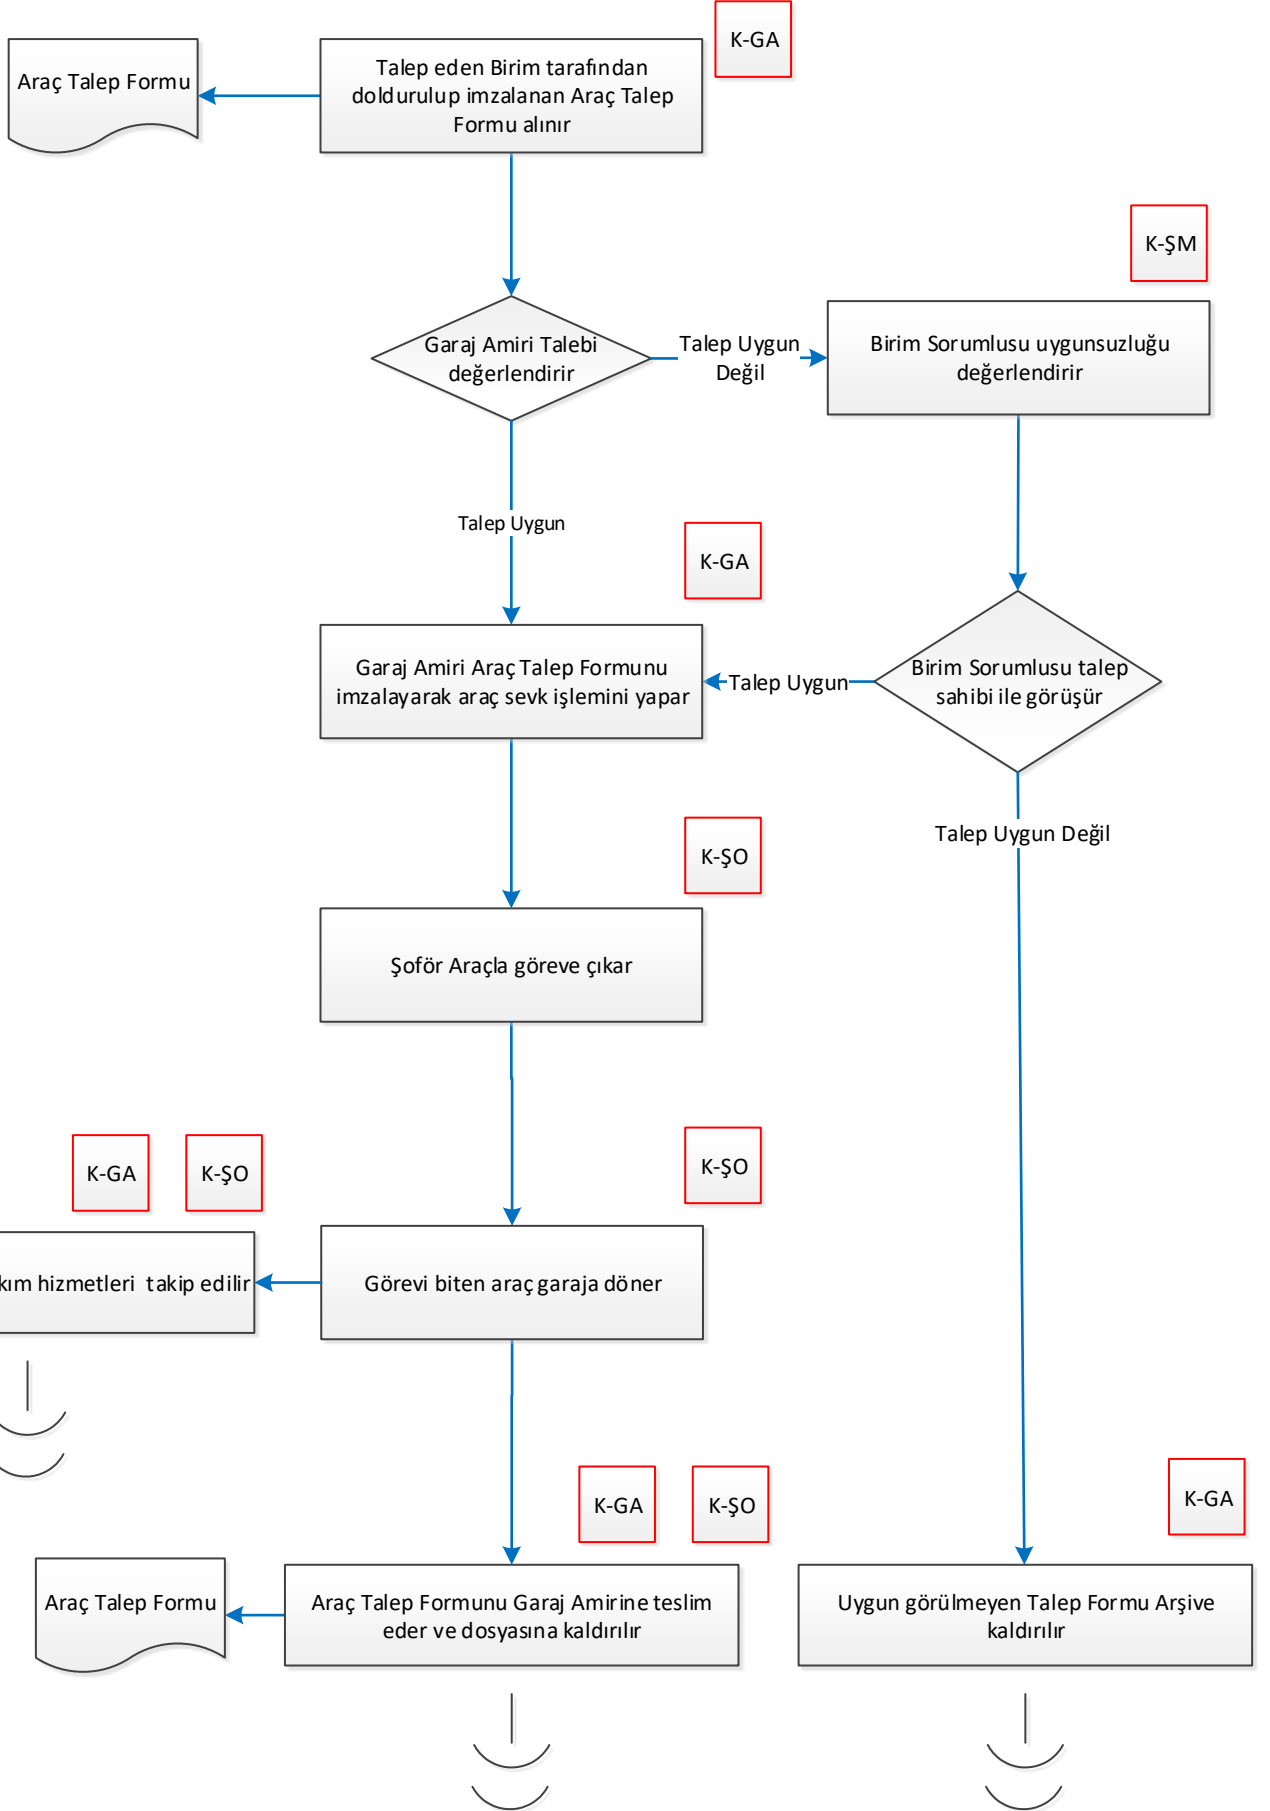 K-GA
Araç Talep Formu
Talep eden Birim tarafından
doldurulup imzalanan Araç Talep
Formu alınır
K-ŞM
Garaj Amiri Talebi
değerlendirir
Talep Uygun
Değil
Birim Sorumlusu uygunsuzluğu
değerlendirir
Talep Uygun
K-GA
Garaj Amiri Araç Talep Formunu
imzalayarak araç sevk işlemini yapar
Talep Uygun
Birim Sorumlusu talep
sahibi ile görüşür
Talep Uygun Değil
K-ŞO
Şoför Araçla göreve çıkar
K-GA
K-ŞO
K-ŞO
hizmetleri takip edilir
Görevi biten araç garaja döner
K-GA
K-ŞO
K-GA
Araç Talep Formu
Araç Talep Formunu Garaj Amirine teslim
eder ve dosyasına kaldırılır
Uygun görülmeyen Talep Formu Arşive
kaldırılır